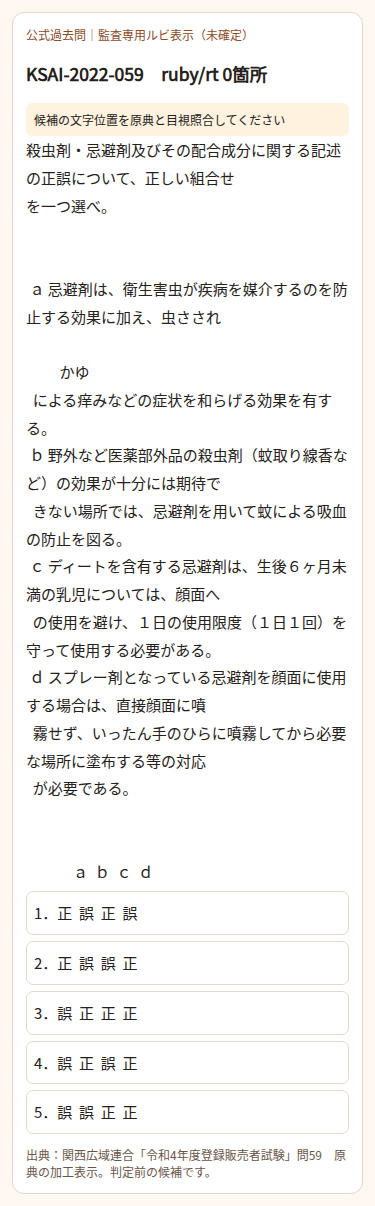 公式過去問｜監査専用ルビ表示（未確定）
KSAI-2022-059　ruby/rt 0箇所
候補の文字位置を原典と目視照合してください
殺虫剤・忌避剤及びその配合成分に関する記述
の正誤について、正しい組合せ
を一つ選べ。
ａ 忌避剤は、衛生害虫が疾病を媒介するのを防
止する効果に加え、虫さされ
かゆ
による痒みなどの症状を和らげる効果を有す
る。
ｂ 野外など医薬部外品の殺虫剤（蚊取り線香な
ど）の効果が十分には期待で
きない場所では、忌避剤を用いて蚊による吸血
の防止を図る。
ｃ ディートを含有する忌避剤は、生後６ヶ月未
満の乳児については、顔面へ
の使用を避け、１日の使用限度（１日１回）を
守って使用する必要がある。
ｄ スプレー剤となっている忌避剤を顔面に使用
する場合は、直接顔面に噴
霧せず、いったん手のひらに噴霧してから必要
な場所に塗布する等の対応
が必要である。
ａ ｂ ｃ ｄ
1．正 誤 正 誤
2．正 誤 誤 正
3．誤 正 正 正
4．誤 正 誤 正
5．誤 誤 正 正
出典：関西広域連合「令和4年度登録販売者試験」問59　原
典の加工表示。判定前の候補です。